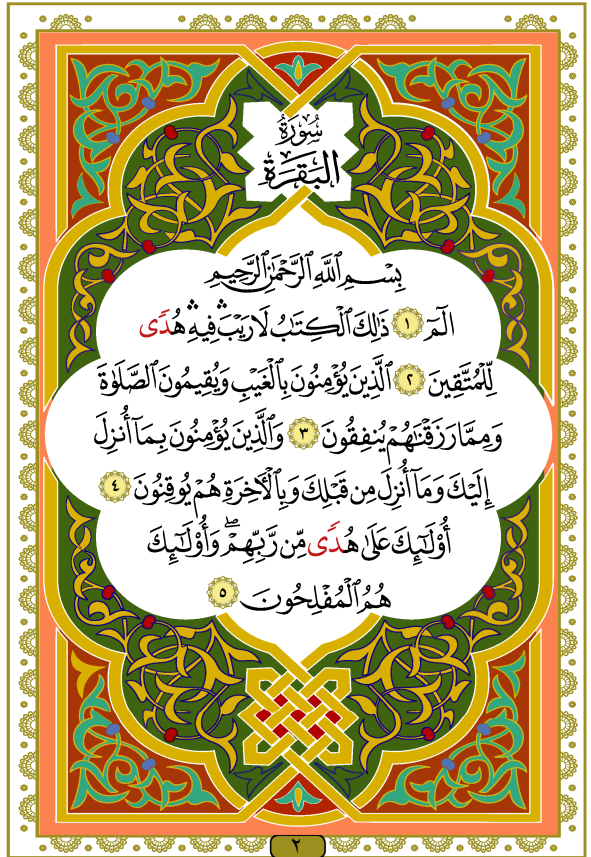 سُورَةُ
البَقَرَةِ
بِسْمِ ٱللَّهِ ٱلرَّحْمَٰنِ ٱلرَّحِيمِ
الٓمٓ ١ ذَٰلِكَ ٱلْكِتَٰبُ لَا رَيْبَ ۛ فِيهِ ۛ هُدًى
لِّلْمُتَّقِينَ ٢ ٱلَّذِينَ يُؤْمِنُونَ بِٱلْغَيْبِ وَيُقِيمُونَ ٱلصَّلَوٰةَ
وَمِمَّا رَزَقْنَٰهُمْ يُنفِقُونَ ٣ وَٱلَّذِينَ يُؤْمِنُونَ بِمَآ أُنزِلَ
إِلَيْكَ وَمَآ أُنزِلَ مِن قَبْلِكَ وَبِٱلْءَاخِرَةِ هُمْ يُوقِنُونَ ٤
أُو۟لَٰٓئِكَ عَلَىٰ هُدًى مِّن رَّبِّهِمْ ۖ وَأُو۟لَٰٓئِكَ
هُمُ ٱلْمُفْلِحُونَ ٥
٢